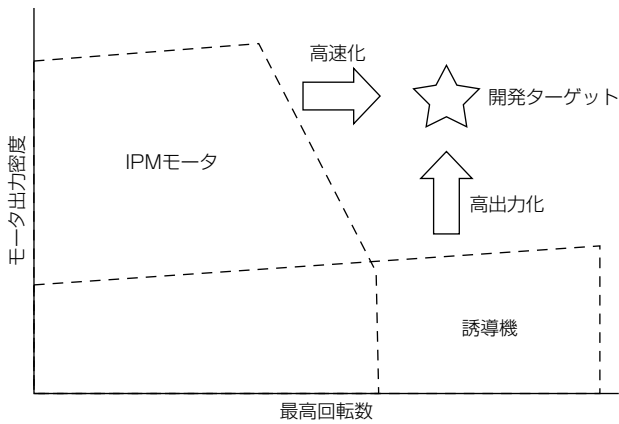 高速化
開発ターゲット
IPMモータ
高出力化
モータ出力密度
誘導機
最高回転数